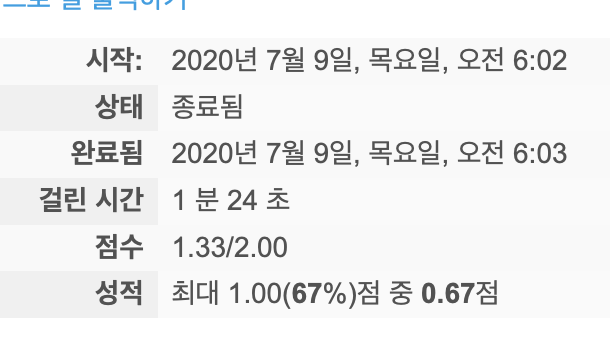 시작: 2020년 7월 9일, 목요일, 오전 6:02
상태 종료됨
완료됨 2020년 7월 9일, 목요일, 오전 6:03
걸린 시간 1 분 24 초
점수 1.33/2.00
성적 최대 1.00(67%)점 중 0.67점